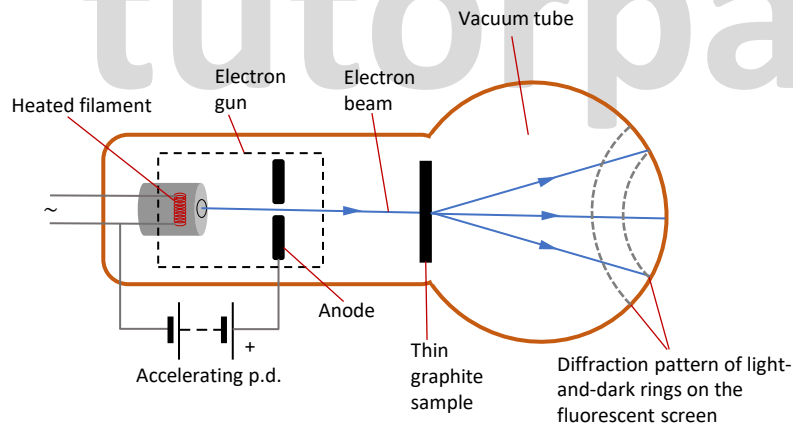 tutorpa
Vacuum tube
Electron
gun
Electron
beam
Heated filament
~
Anode
+
Accelerating p.d.
Thin
graphite
sample
Diffraction pattern of light-
and-dark rings on the
fluorescent screen